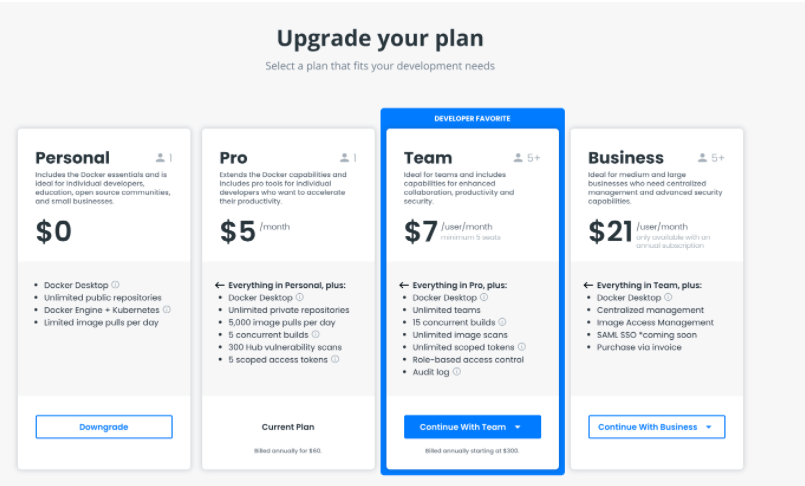 Upgrade your plan
Select a plan that fits your development needs
DEVELOPER FAVORITE
Personal 1
Includes the Docker essentials and is
ideal for individual developers,
education, open source communities,
and small businesses.
$0
Docker Desktop
Unlimited public repositories
Docker Engine + Kubernetes
Limited image pulls per day
Downgrade
Pro 1
Extends the Docker capabilities and
includes pro tools for individual
developers who want to accelerate
their productivity.
$5 /month
← Everything in Personal, plus:
Docker Desktop
Unlimited private repositories
5,000 image pulls per day
5 concurrent builds
300 Hub vulnerability scans
5 scoped access tokens
Current Plan
Billed annually for $60.
Team 5+
Ideal for teams and includes
capabilities for enhanced
collaboration, productivity and
security.
$7 /user/month
minimum 5 seats
← Everything in Pro, plus:
Docker Desktop
Unlimited teams
15 concurrent builds
Unlimited image scans
Unlimited scoped tokens
Role-based access control
Audit log
Continue With Team
Billed annually starting at $300.
Business 5+
Ideal for medium and large
businesses who need centralized
management and advanced security
capabilities.
$21 /user/month
only available with an
annual subscription
← Everything in Team, plus:
Docker Desktop
Centralized management
Image Access Management
SAML SSO *coming soon
Purchase via invoice
Continue With Business